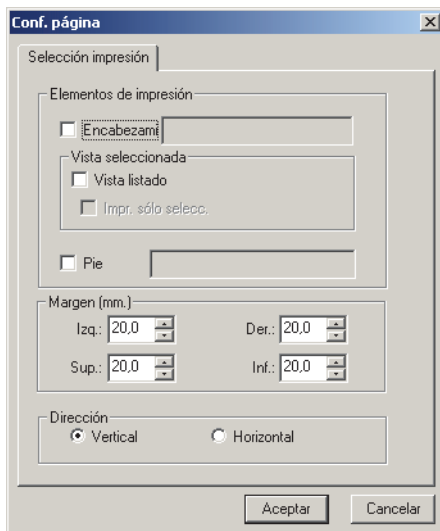 Conf. página
Selección impresión
Elementos de impresión
Encabezami
Vista seleccionada
Vista listado
Impr. sólo selecc.
Pie
Margen (mm.)
Izq.: 20,0 Der.: 20,0
Sup.: 20,0 Inf.: 20,0
Dirección
Vertical Horizontal
Aceptar Cancelar